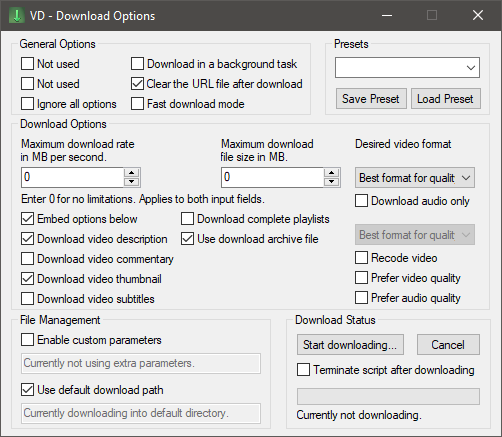 VD - Download Options
General Options
Not used
Download in a background task
Not used
Clear the URL file after download
Ignore all options
Fast download mode
Presets
Save Preset
Load Preset
Download Options
Maximum download rate
in MB per second.
0
Maximum download
file size in MB.
0
Desired video format
Best format for qualit
Enter 0 for no limitations. Applies to both input fields.
Download audio only
Embed options below
Download complete playlists
Download video description
Use download archive file
Best format for qualit
Download video commentary
Recode video
Download video thumbnail
Prefer video quality
Download video subtitles
Prefer audio quality
File Management
Enable custom parameters
Currently not using extra parameters.
Use default download path
Currently downloading into default directory.
Download Status
Start downloading...
Cancel
Terminate script after downloading
Currently not downloading.